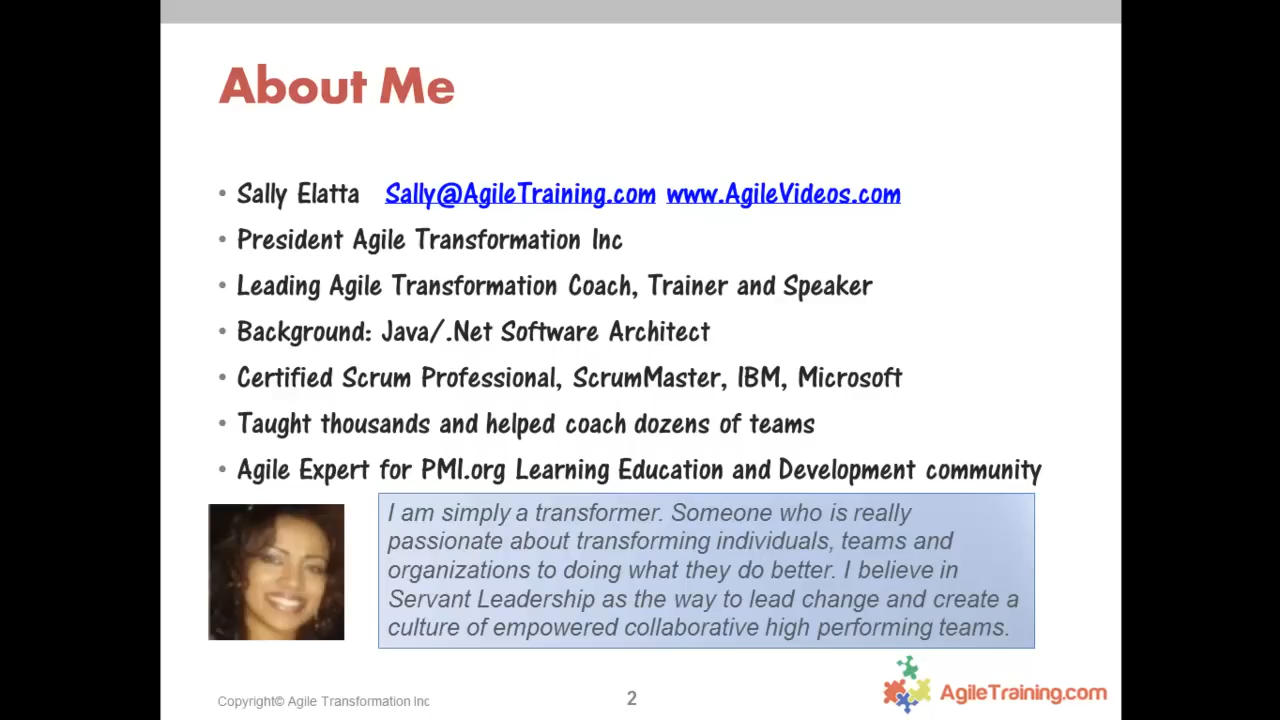 About Me
• Sally Elatta Sally@AgileTraining.com www.AgileVideos.com
• President Agile Transformation Inc
• Leading Agile Transformation Coach, Trainer and Speaker
• Background: Java/.Net Software Architect
• Certified Scrum Professional, ScrumMaster, IBM, Microsoft
• Taught thousands and helped coach dozens of teams
• Agile Expert for PMI.org Learning Education and Development community
I am simply a transformer. Someone who is really
passionate about transforming individuals, teams and
organizations to doing what they do better. I believe in
Servant Leadership as the way to lead change and create a
culture of empowered collaborative high performing teams.
Copyright© Agile Transformation Inc
2
AgileTraining.com